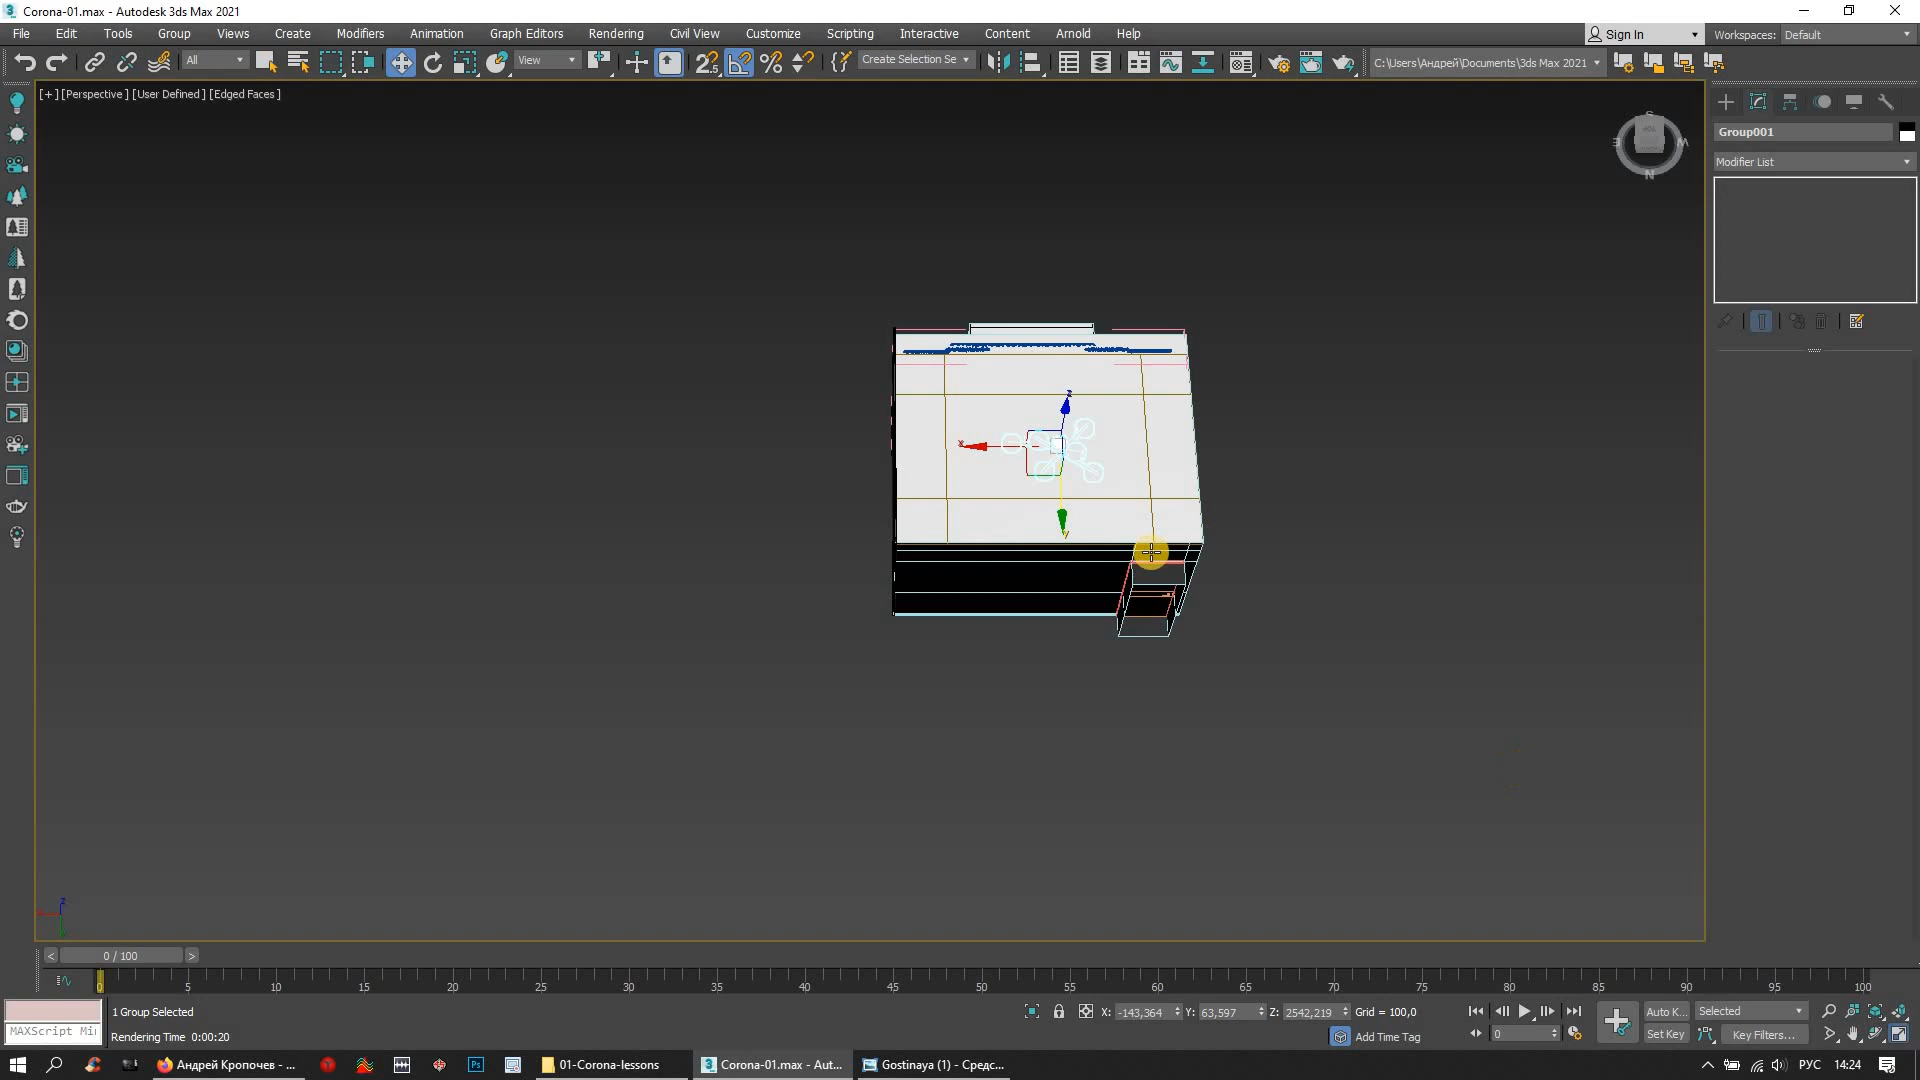 Corona-01.max - Autodesk 3ds Max 2021
File Edit Tools Group Views Create Modifiers Animation Graph Editors Rendering Civil View Customize Scripting Interactive Content Arnold Help
Sign In Workspaces: Default
All View Create Selection Se C:\Users\Андрей\Documents\3ds Max 2021
[+] [Perspective] [User Defined] [Edged Faces]
S
E W
N
Group001
Modifier List
z
x
y
z
< 0 / 100 >
0 5 10 15 20 25 30 35 40 45 50 55 60 65 70 75 80 85 90 95 100
1 Group Selected X: -143,364 Y: 63,597 Z: 2542,219 Grid = 100,0 Auto K... Selected
MAXScript Mi Rendering Time 0:00:20 Add Time Tag 0 Set Key Key Filters...
Андрей Кропочев - ... 01-Corona-lessons Corona-01.max - Aut... Gostinaya (1) - Средс... РУС 14:24